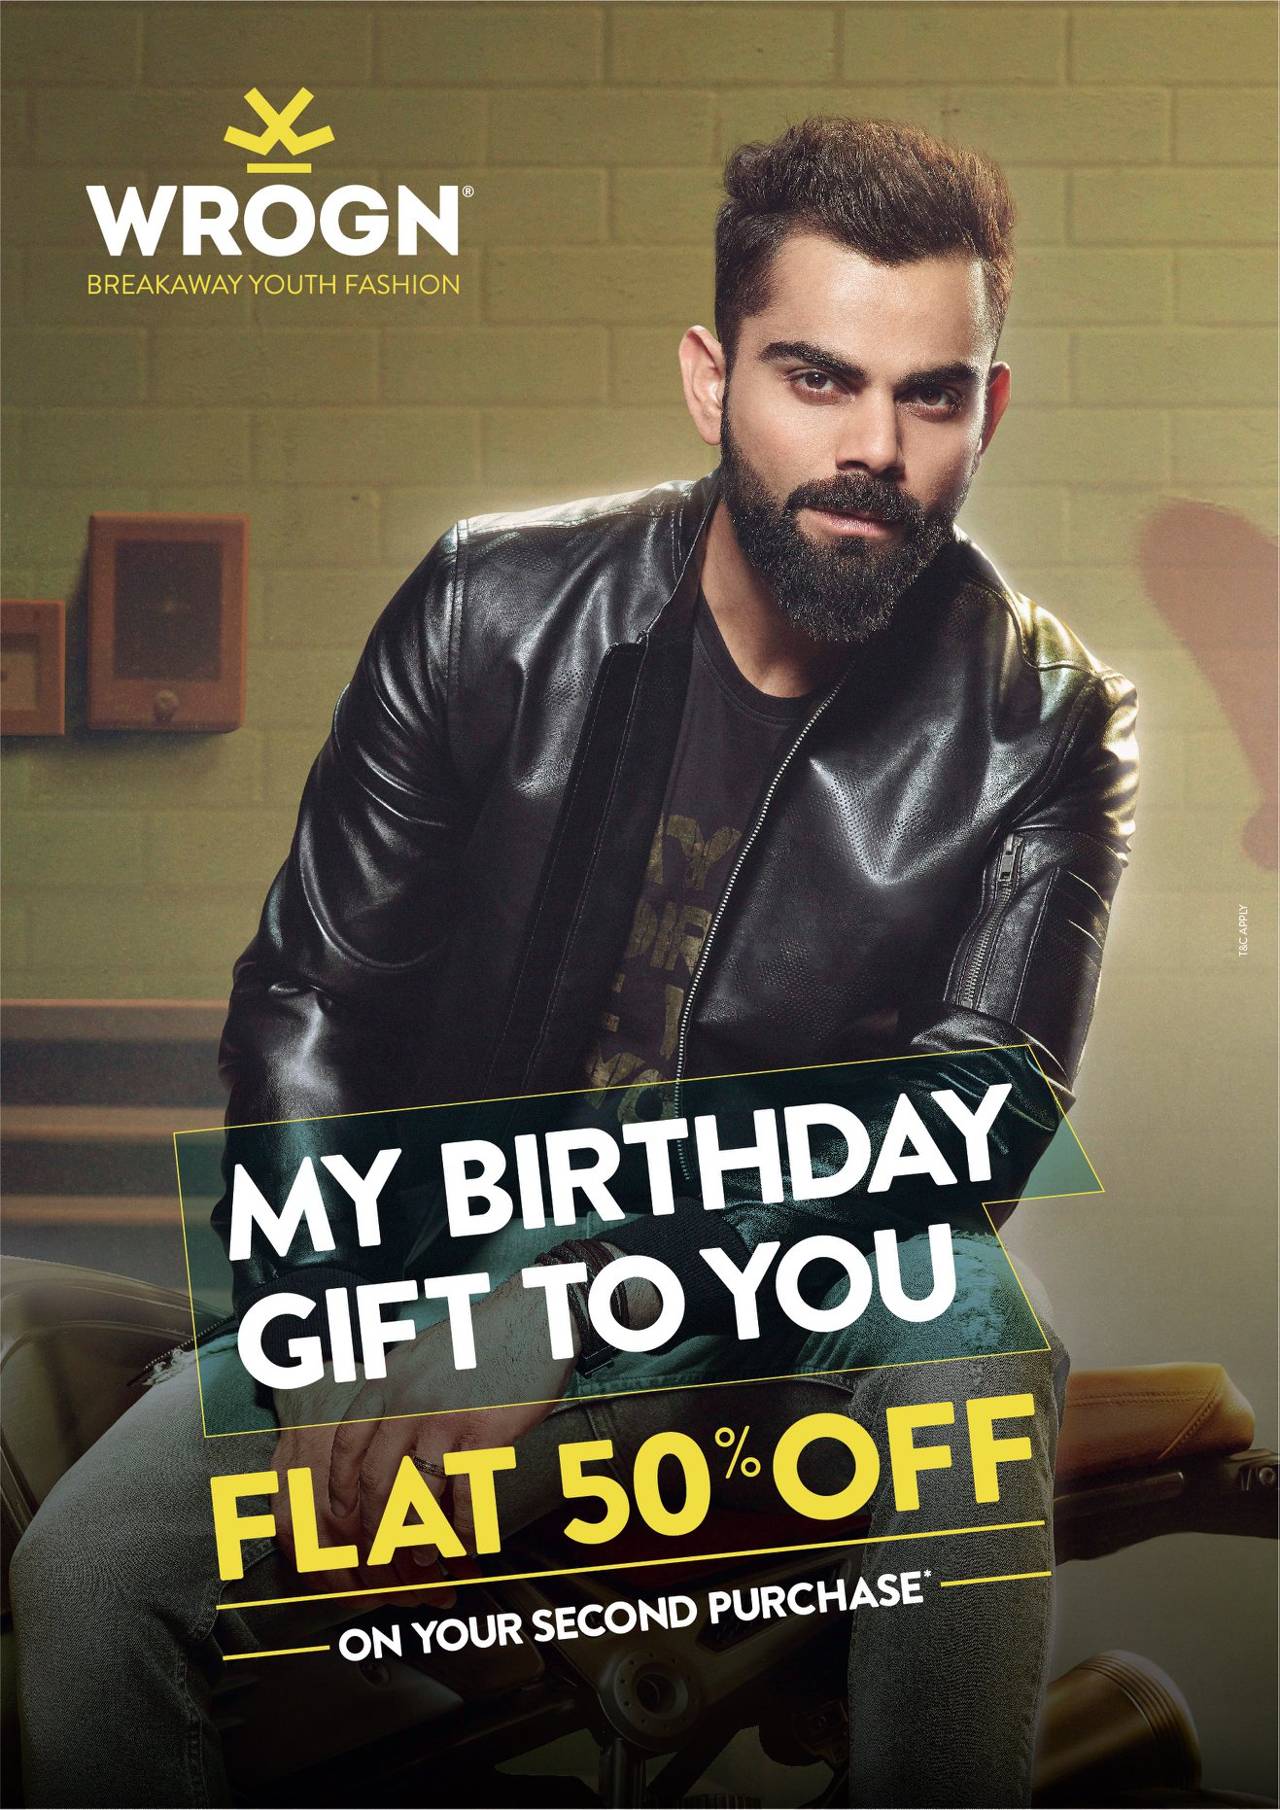 WROGN®
BREAKAWAY YOUTH FASHION
T&C APPLY
MY BIRTHDAY
GIFT TO YOU
FLAT 50% OFF
ON YOUR SECOND PURCHASE*